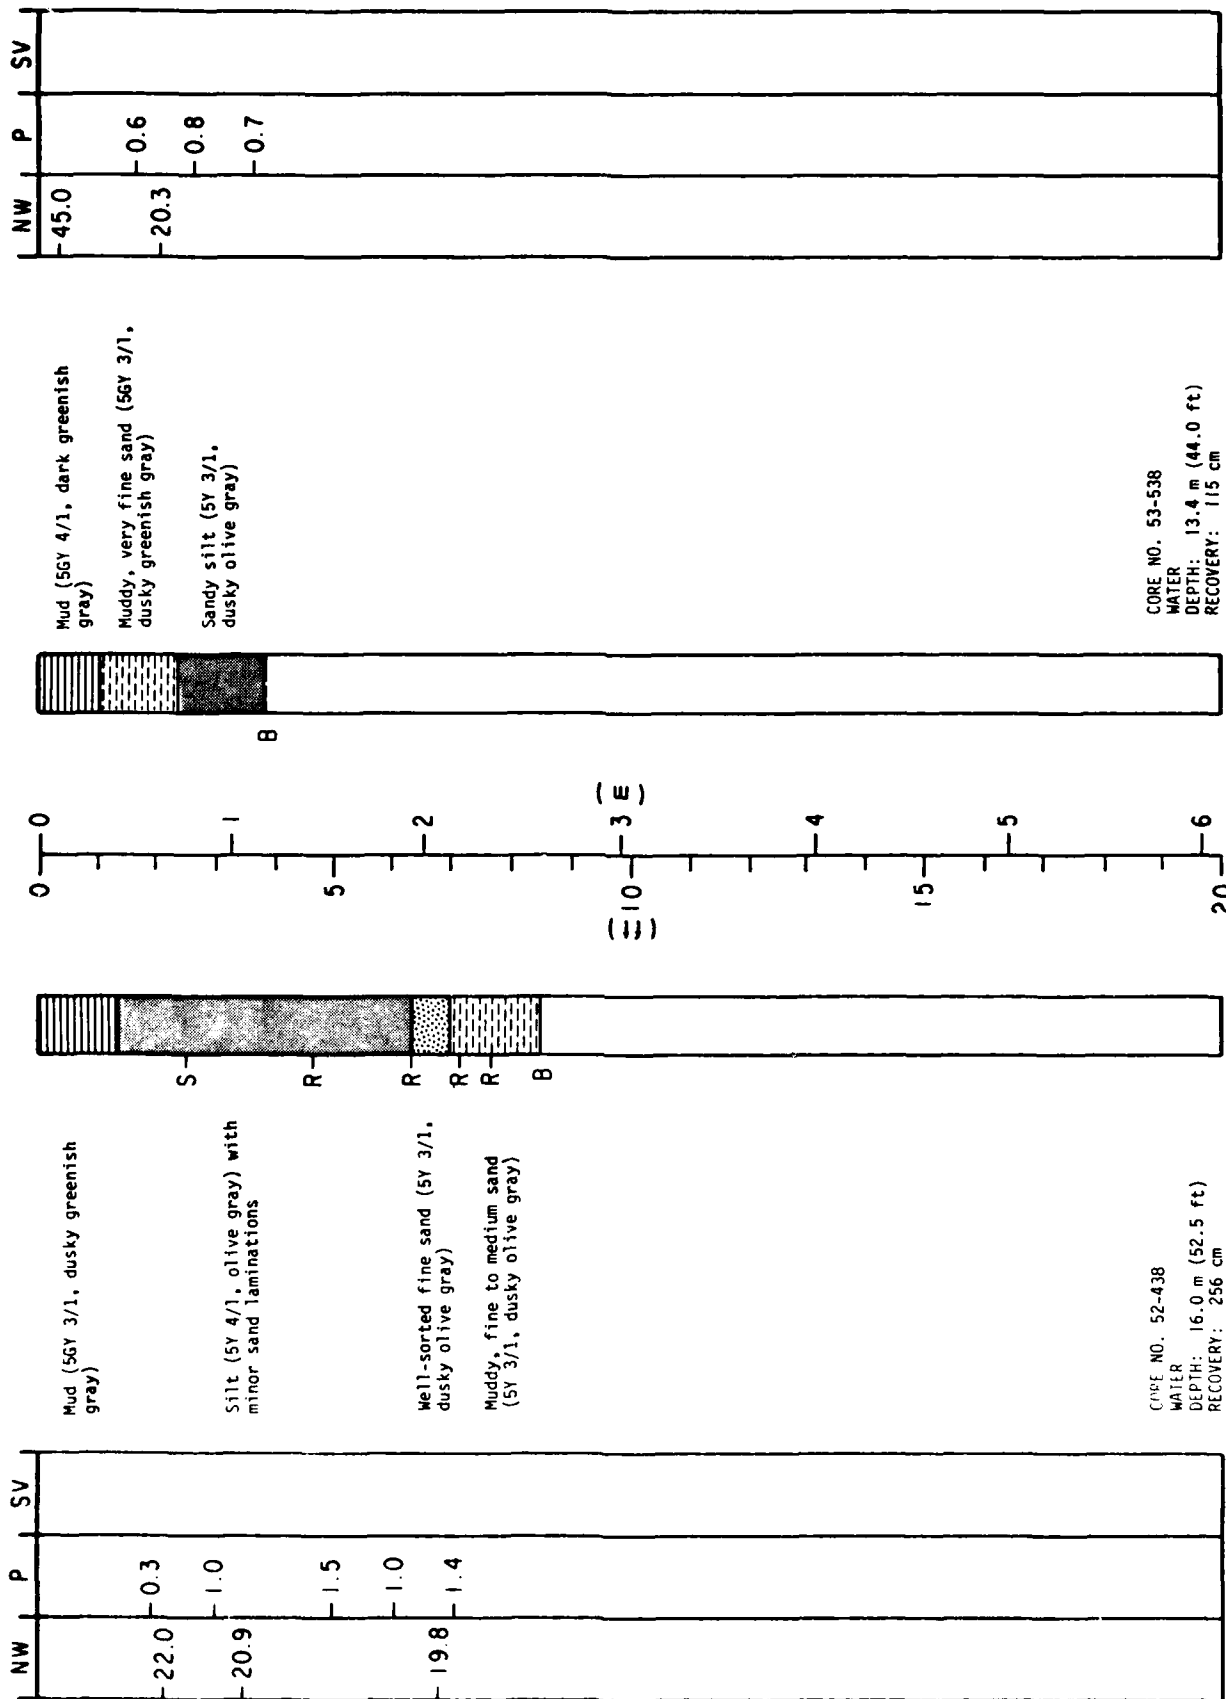 NW P SV
22.0
20.9
19.8
0.3
1.0
1.5
1.0
1.4
Mud (5GY 3/1, dusky greenish
gray)
Silt (5Y 4/1, olive gray) with
minor sand laminations
Well-sorted fine sand (5Y 3/1,
dusky olive gray)
Muddy, fine to medium sand
(5Y 3/1, dusky olive gray)
S
R
R
R
R
B
CORE NO. 52-438
WATER
DEPTH: 16.0 m (52.5 ft)
RECOVERY: 256 cm
0
5
10
15
20
(ft)
0
1
2
3
4
5
6
(m)
B
Mud (5GY 4/1, dark greenish
gray)
Muddy, very fine sand (5GY 3/1,
dusky greenish gray)
Sandy silt (5Y 3/1,
dusky olive gray)
CORE NO. 53-538
WATER
DEPTH: 13.4 m (44.0 ft)
RECOVERY: 115 cm
NW P SV
45.0
20.3
0.6
0.8
0.7